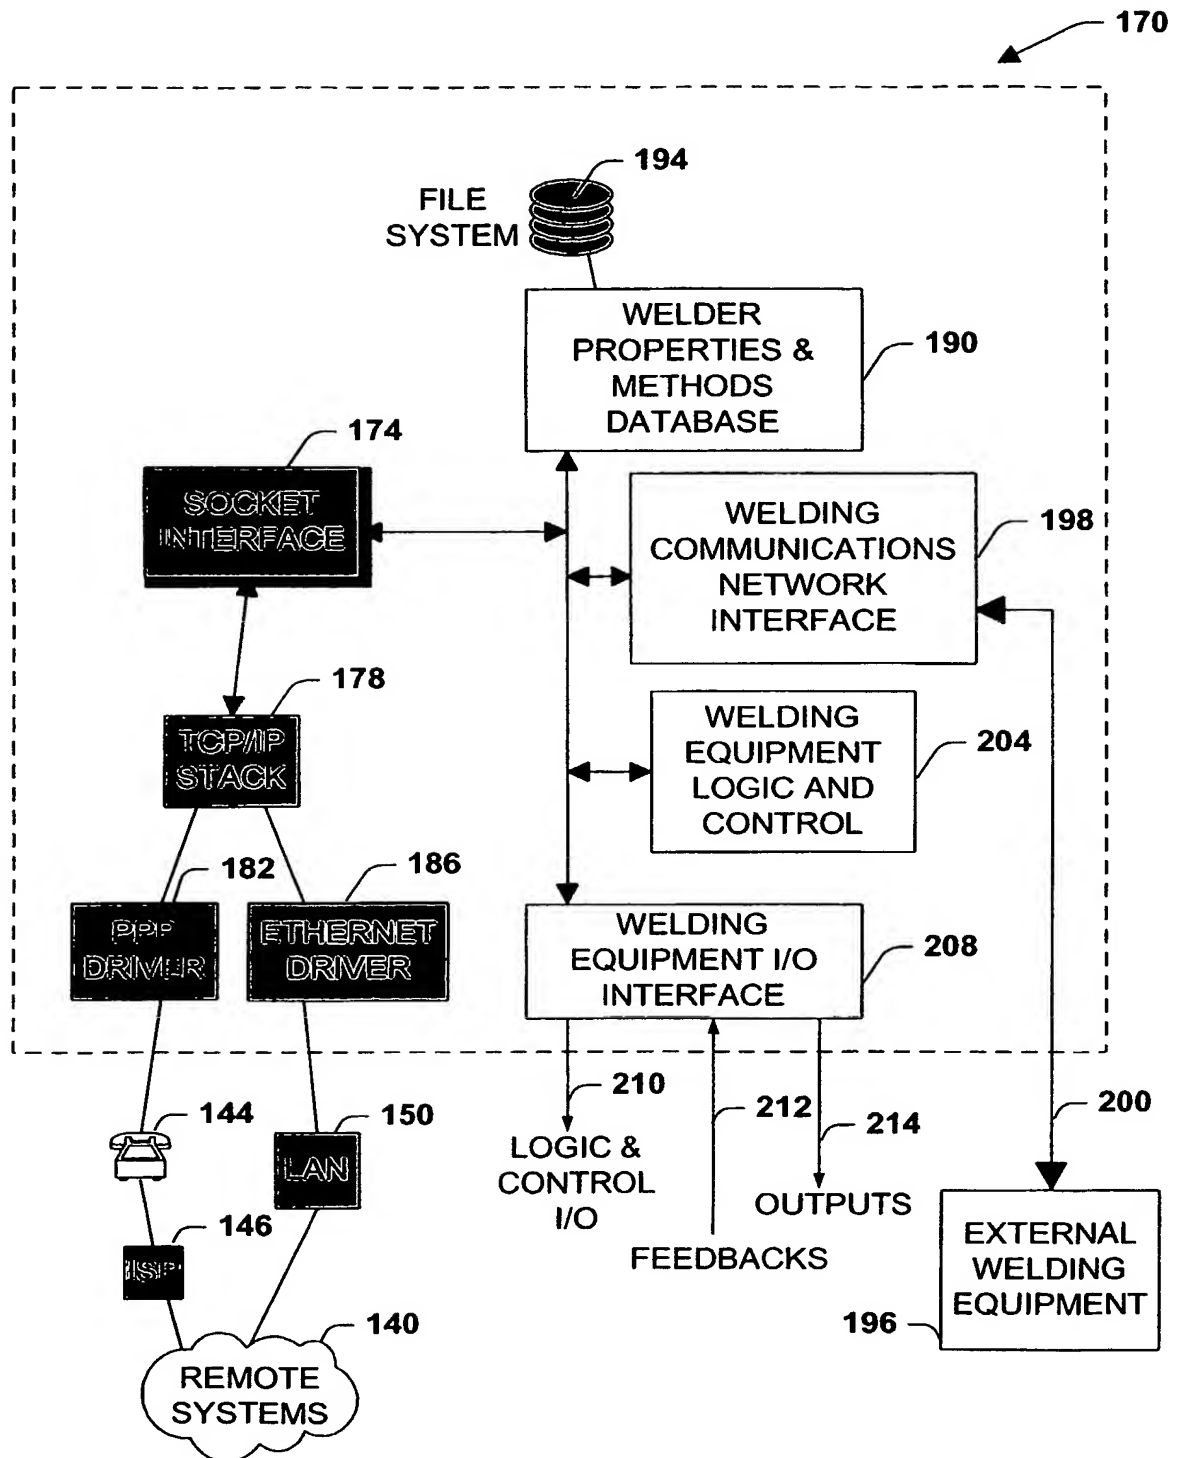 170
194
FILE
SYSTEM
WELDER
PROPERTIES &
METHODS
DATABASE
190
174
SOCKET
INTERFACE
WELDING
COMMUNICATIONS
NETWORK
INTERFACE
198
178
TCP/IP
STACK
WELDING
EQUIPMENT
LOGIC AND
CONTROL
204
182
186
PPP
DRIVER
ETHERNET
DRIVER
WELDING
EQUIPMENT I/O
INTERFACE
208
144
150
LAN
210
212
214
200
LOGIC &
CONTROL
I/O
OUTPUTS
FEEDBACKS
146
ISP
EXTERNAL
WELDING
EQUIPMENT
196
140
REMOTE
SYSTEMS